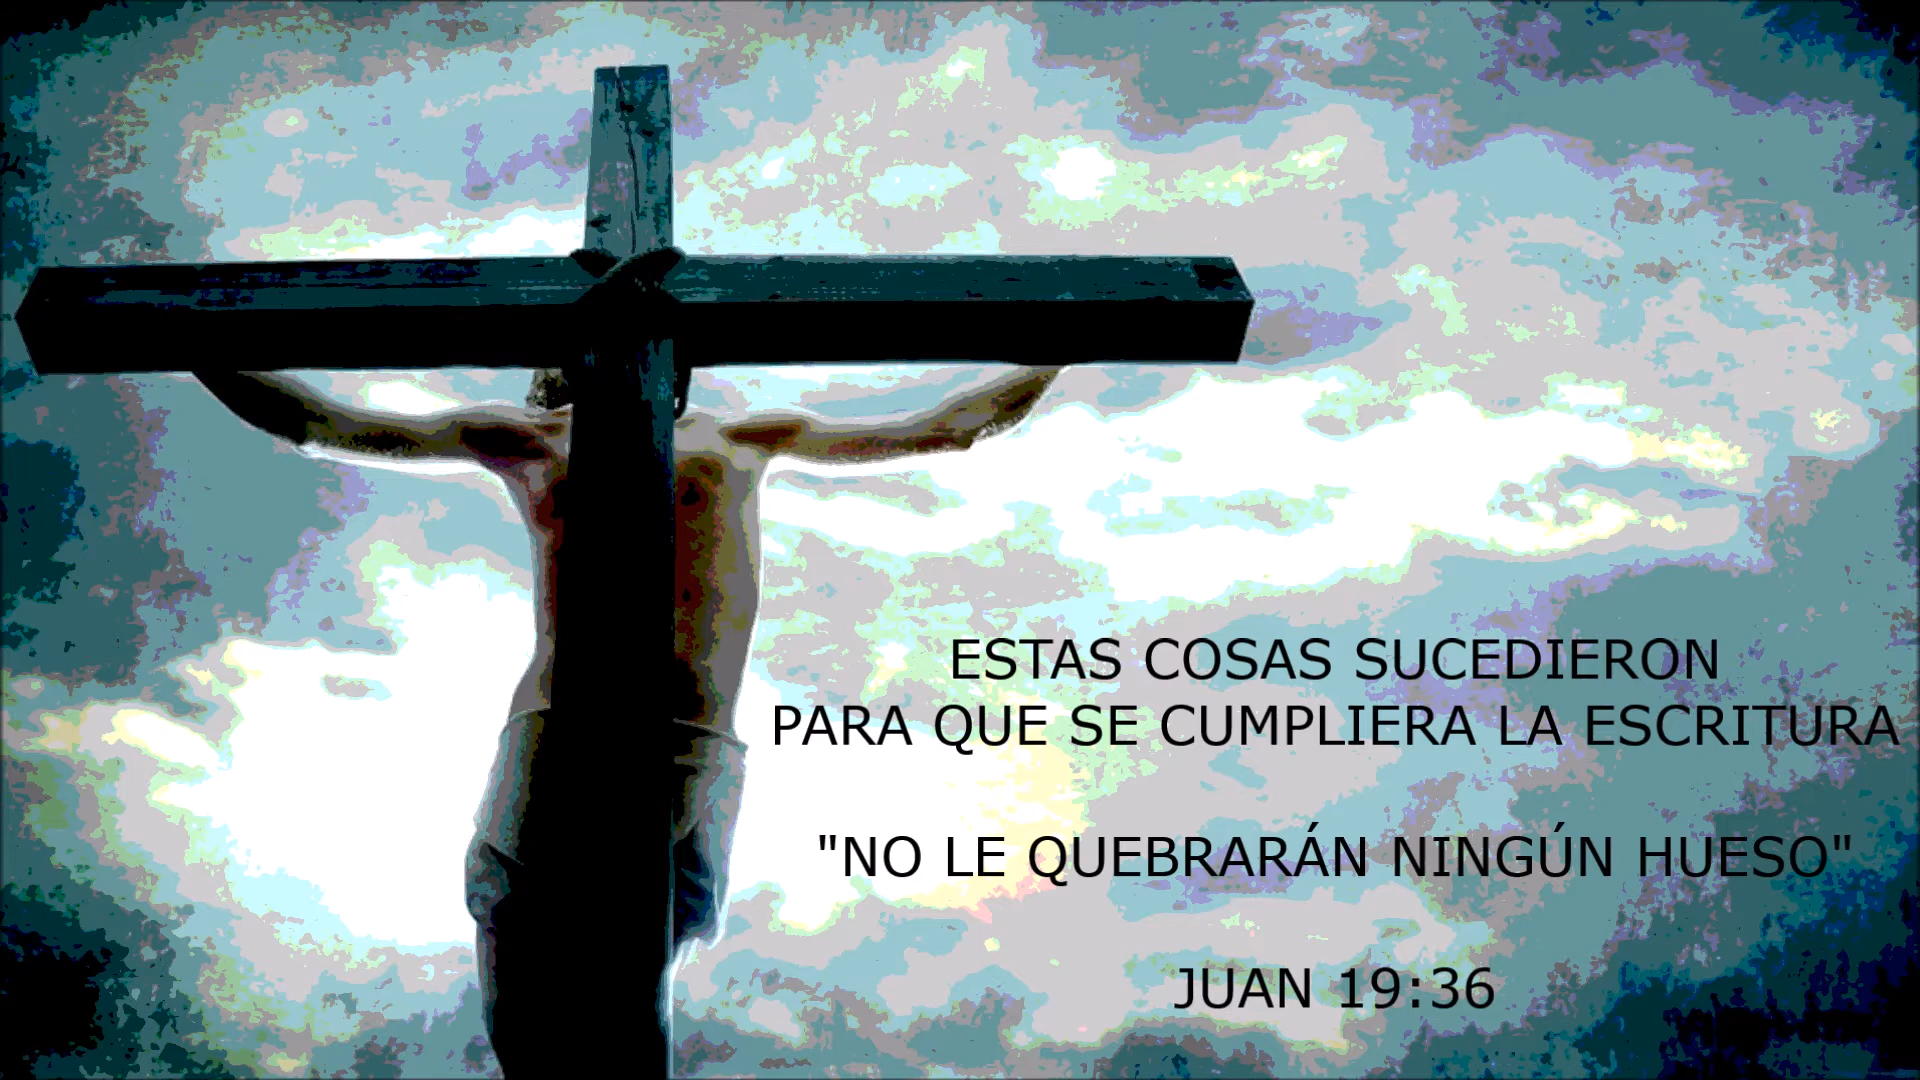 ESTAS COSAS SUCEDIERON
PARA QUE SE CUMPLIERA LA ESCRITURA
"NO LE QUEBRARÁN NINGÚN HUESO"
JUAN 19:36